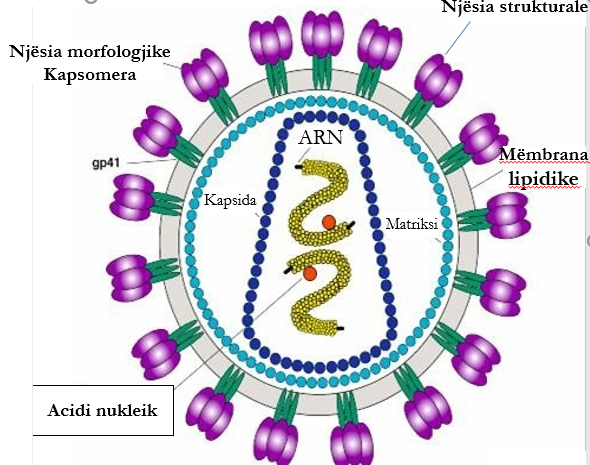 Njësia strukturale
Njësia morfologjike
Kapsomera
ARN
gp41
Mëmbrana
lipidike
Kapsida
Matriksi
Acidi nukleik